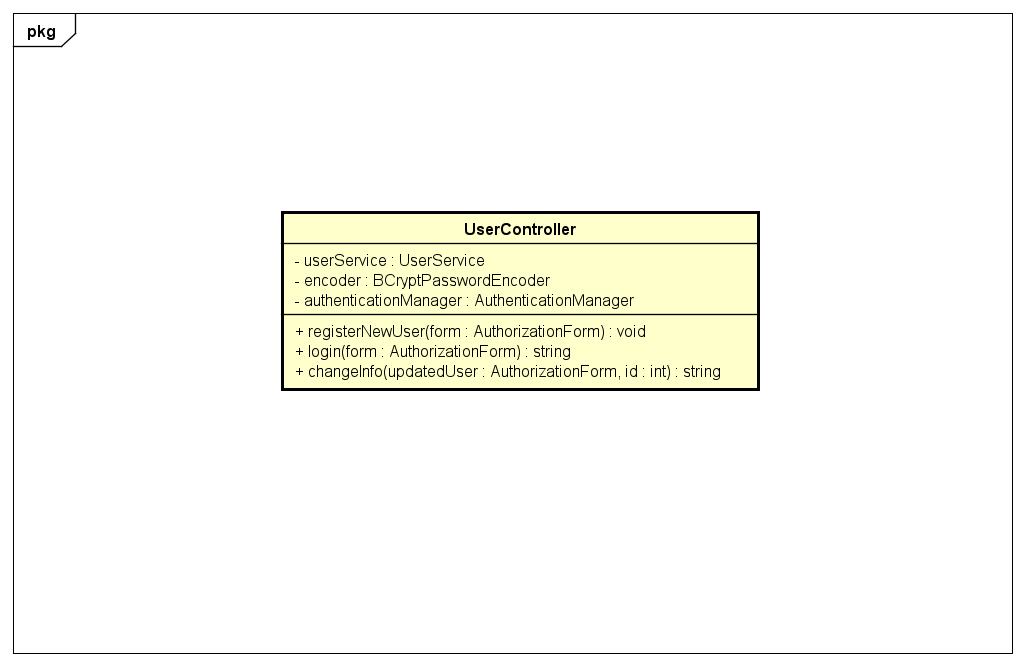 pkg
UserController
- userService : UserService
- encoder : BCryptPasswordEncoder
- authenticationManager : AuthenticationManager
+ registerNewUser(form : AuthorizationForm) : void
+ login(form : AuthorizationForm) : string
+ changeInfo(updatedUser : AuthorizationForm, id : int) : string